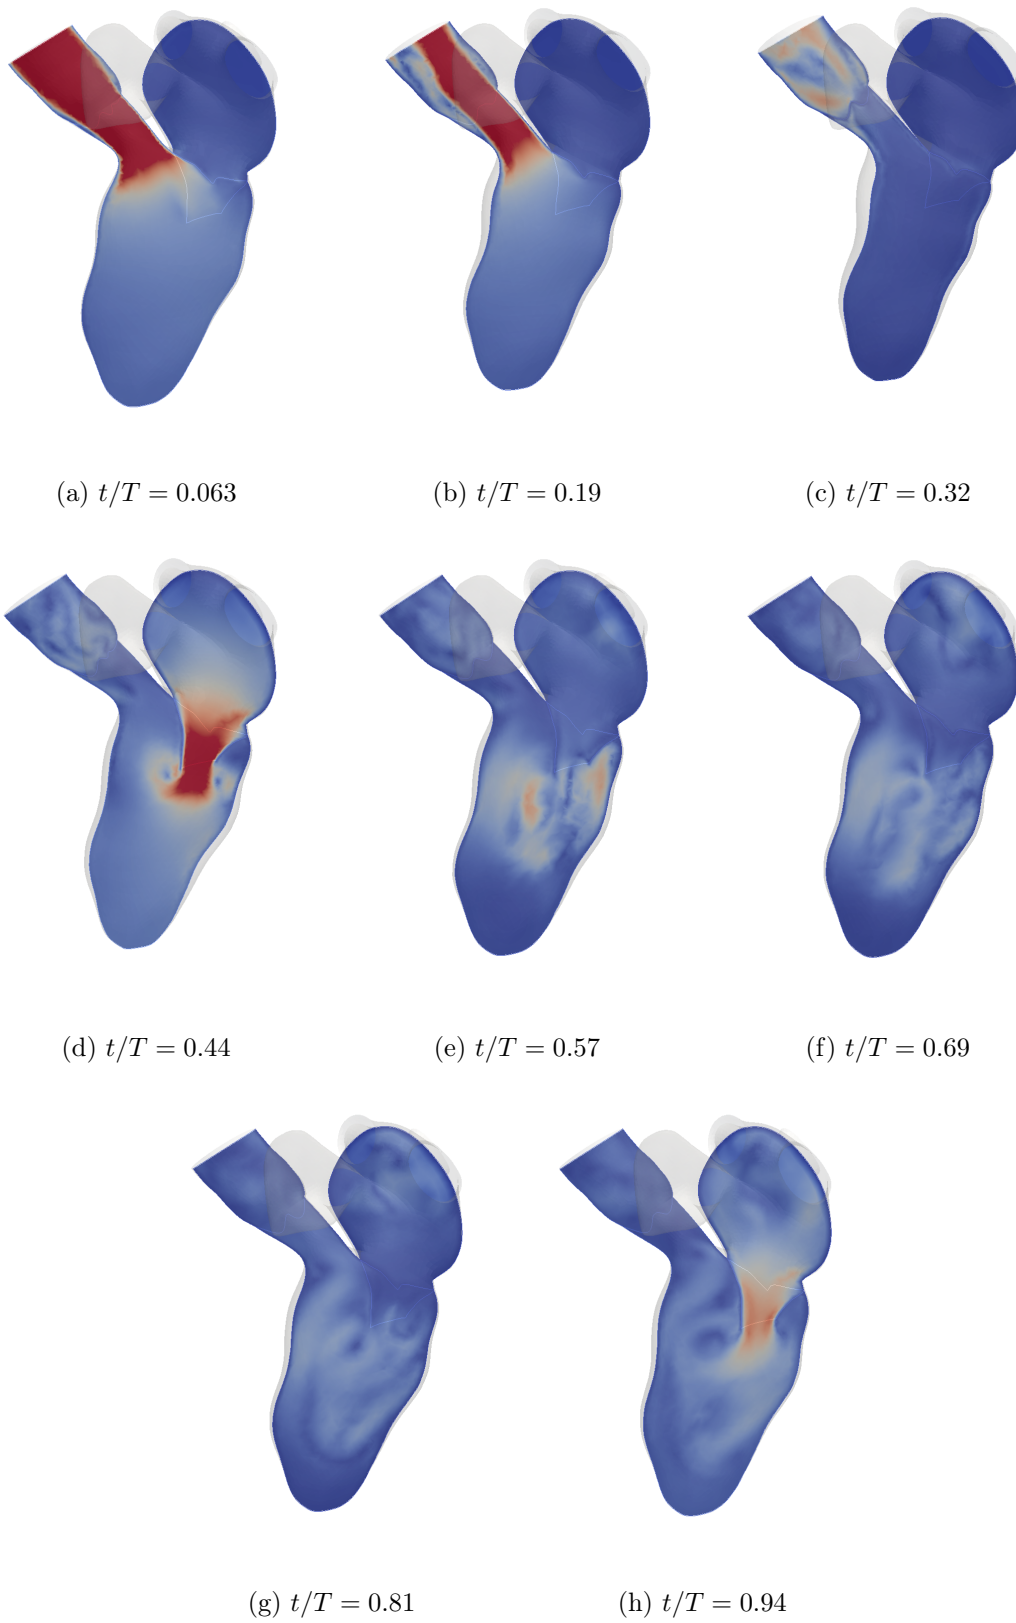 (a) t/T = 0.063
(b) t/T = 0.19
(c) t/T = 0.32
(d) t/T = 0.44
(e) t/T = 0.57
(f) t/T = 0.69
(g) t/T = 0.81
(h) t/T = 0.94